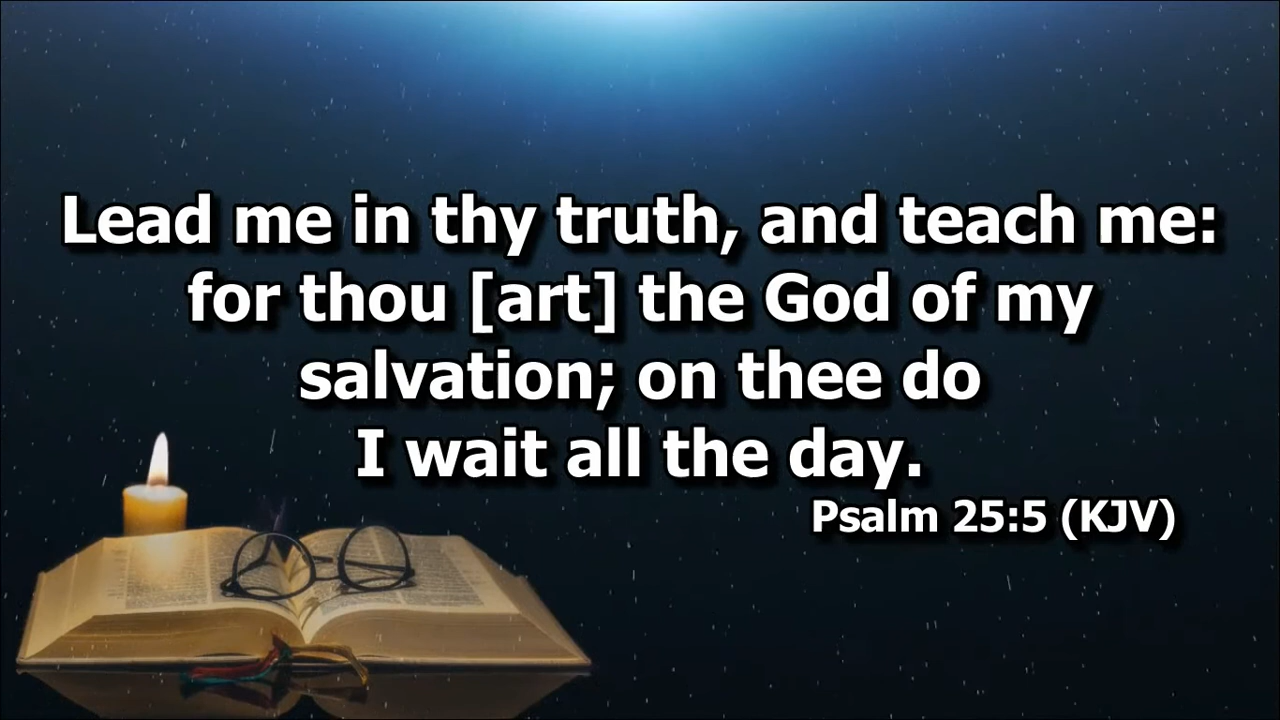 Lead me in thy truth, and teach me:
for thou [art] the God of my
salvation; on thee do
I wait all the day.
Psalm 25:5 (KJV)